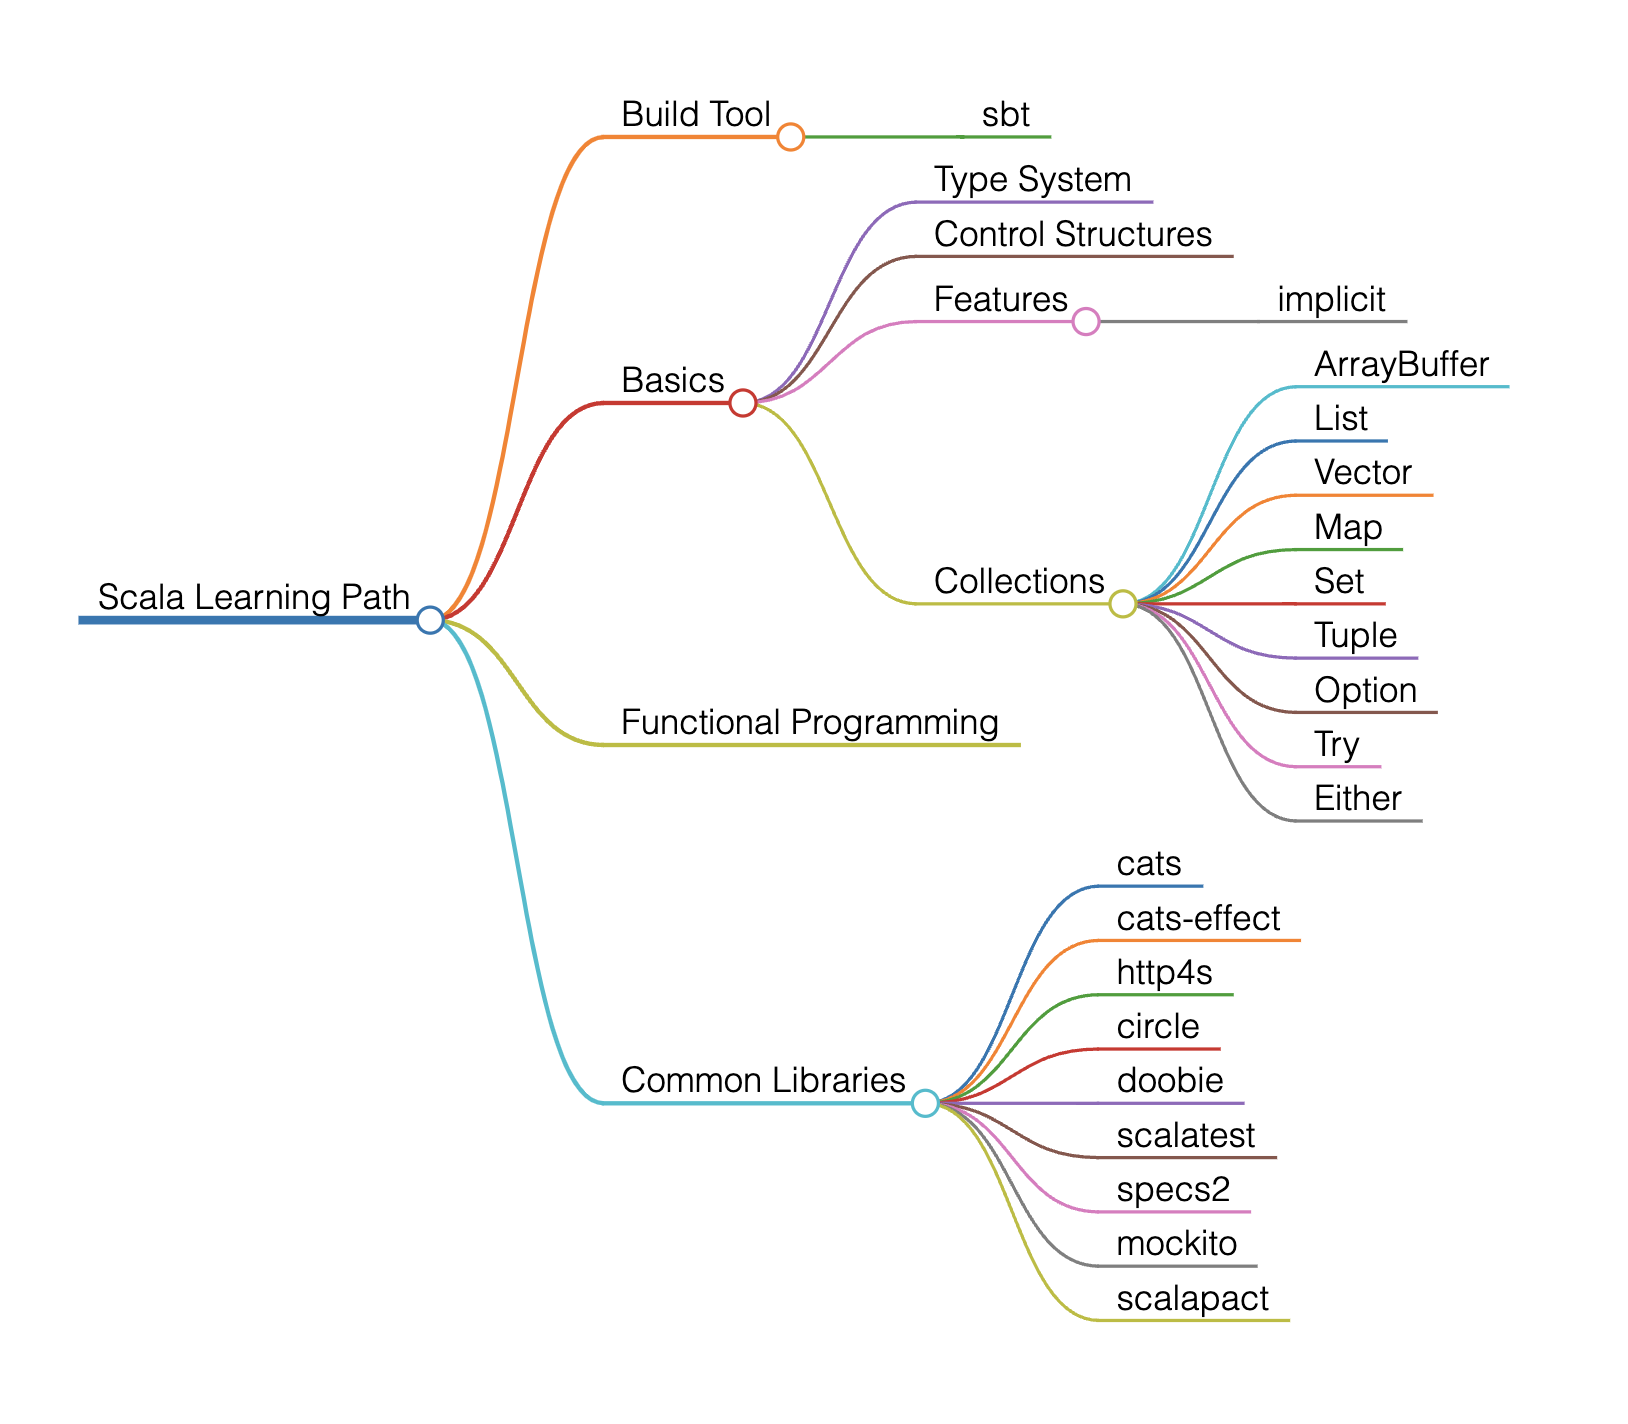 Scala Learning Path
Build Tool
sbt
Basics
Type System
Control Structures
Features
implicit
Collections
ArrayBuffer
List
Vector
Map
Set
Tuple
Option
Try
Either
Functional Programming
Common Libraries
cats
cats-effect
http4s
circle
doobie
scalatest
specs2
mockito
scalapact